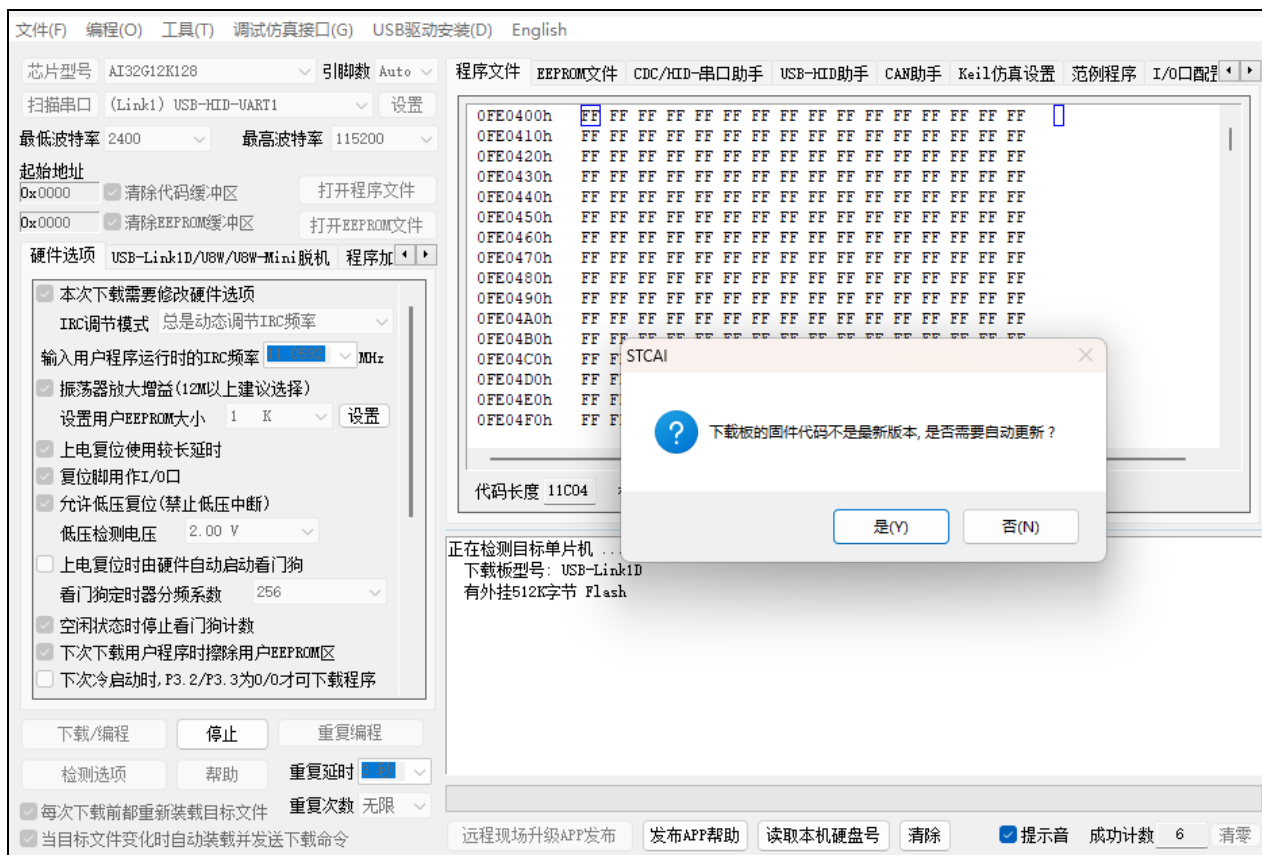 文件(F) 编程(O) 工具(T) 调试仿真接口(G) USB驱动安装(D) English
芯片型号 AI32G12K128 引脚数 Auto
扫描串口 (Link1) USB-HID-UART1 设置
最低波特率 2400 最高波特率 115200
起始地址
0x0000 清除代码缓冲区 打开程序文件
0x0000 清除EEPROM缓冲区 打开EEPROM文件
硬件选项 USB-Link1D/U8W/U8W-Mini脱机 程序加
本次下载需要修改硬件选项
IRC调节模式 总是动态调节IRC频率
输入用户程序运行时的IRC频率 11.0592 MHz
振荡器放大增益(12M以上建议选择)
设置用户EEPROM大小 1 K 设置
上电复位使用较长延时
复位脚用作I/O口
允许低压复位(禁止低压中断)
低压检测电压 2.00 V
上电复位时由硬件自动启动看门狗
看门狗定时器分频系数 256
空闲状态时停止看门狗计数
下次下载用户程序时擦除用户EEPROM区
下次冷启动时,P3.2/P3.3为0/0才可下载程序
下载/编程 停止 重复编程
检测选项 帮助 重复延时
每次下载前都重新装载目标文件 重复次数 无限
当目标文件变化时自动装载并发送下载命令
程序文件 EEPROM文件 CDC/HID-串口助手 USB-HID助手 CAN助手 Keil仿真设置 范例程序 I/O口配
0FE0400h FF FF FF FF FF FF FF FF FF FF FF FF FF FF FF FF
0FE0410h FF FF FF FF FF FF FF FF FF FF FF FF FF FF FF FF
0FE0420h FF FF FF FF FF FF FF FF FF FF FF FF FF FF FF FF
0FE0430h FF FF FF FF FF FF FF FF FF FF FF FF FF FF FF FF
0FE0440h FF FF FF FF FF FF FF FF FF FF FF FF FF FF FF FF
0FE0450h FF FF FF FF FF FF FF FF FF FF FF FF FF FF FF FF
0FE0460h FF FF FF FF FF FF FF FF FF FF FF FF FF FF FF FF
0FE0470h FF FF FF FF FF FF FF FF FF FF FF FF FF FF FF FF
0FE0480h FF FF FF FF FF FF FF FF FF FF FF FF FF FF FF FF
0FE0490h FF FF FF FF FF FF FF FF FF FF FF FF FF FF FF FF
0FE04A0h FF FF FF FF FF FF FF FF FF FF FF FF FF FF FF FF
0FE04B0h FF FF FF FF FF FF FF FF FF FF FF FF FF FF FF FF
0FE04C0h FF
0FE04D0h FF
0FE04E0h FF
0FE04F0h FF
代码长度 11C04
STCAI
下载板的固件代码不是最新版本, 是否需要自动更新 ?
是(Y) 否(N)
正在检测目标单片机 ...
下载板型号: USB-Link1D
有外挂512K字节 Flash
远程现场升级APP发布 发布APP帮助 读取本机硬盘号 清除 提示音 成功计数 6 清零